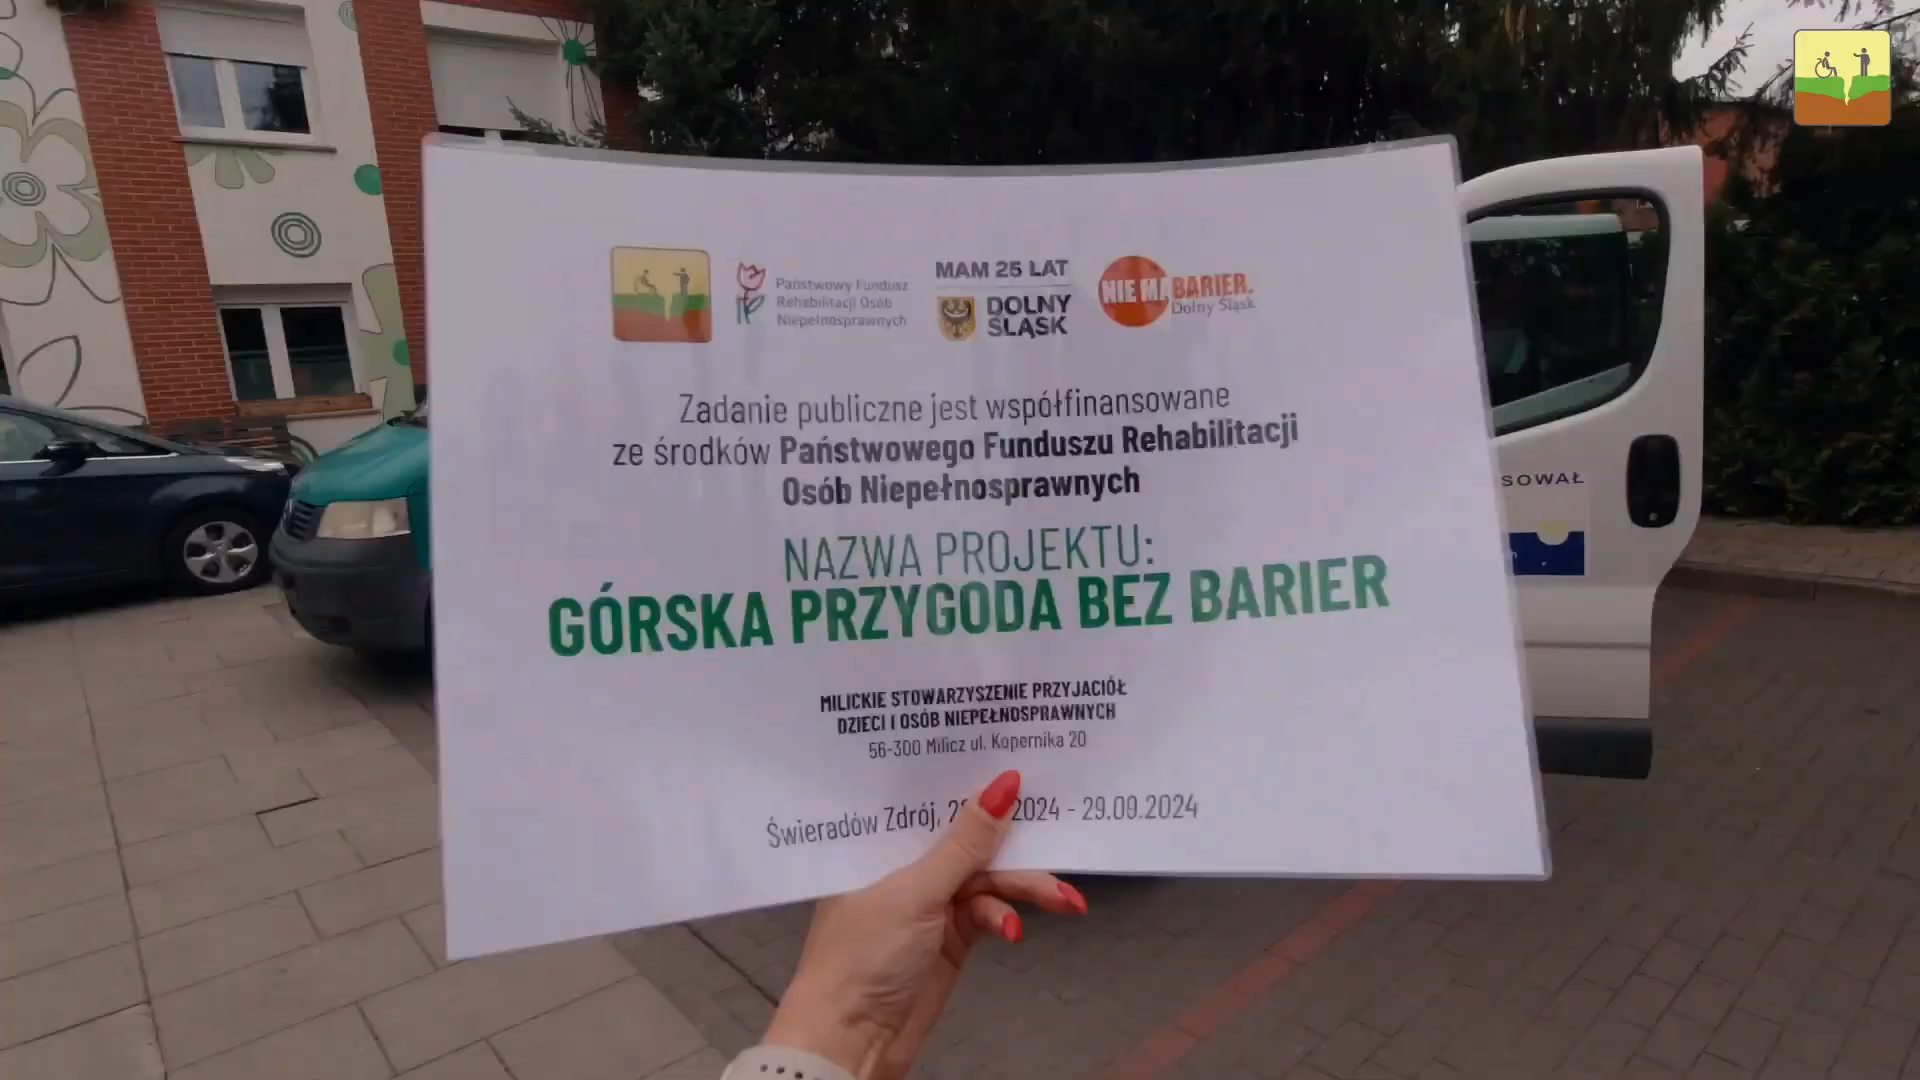 Państwowy Fundusz
Rehabilitacji Osób
Niepełnosprawnych
MAM 25 LAT
DOLNY
ŚLĄSK
NIE MA BARIER.
Dolny Śląsk
Zadanie publiczne jest współfinansowane
ze środków Państwowego Funduszu Rehabilitacji
Osób Niepełnosprawnych
NAZWA PROJEKTU:
GÓRSKA PRZYGODA BEZ BARIER
MILICKIE STOWARZYSZENIE PRZYJACIÓŁ
DZIECI I OSÓB NIEPEŁNOSPRAWNYCH
56-300 Milicz ul. Kopernika 20
Świeradów Zdrój, 2024 - 29.09.2024
SOWAŁ